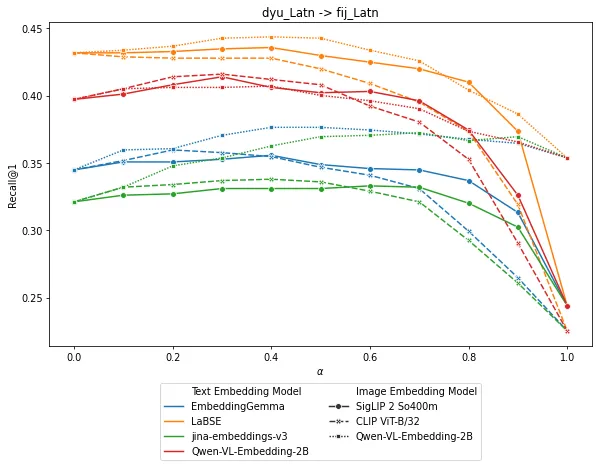 dyu_Latn -> fij_Latn
Recall@1
0.45
0.40
0.35
0.30
0.25
0.0 0.2 0.4 0.6 0.8 1.0
α
Text Embedding Model Image Embedding Model
EmbeddingGemma SigLIP 2 So400m
LaBSE CLIP ViT-B/32
jina-embeddings-v3 Qwen-VL-Embedding-2B
Qwen-VL-Embedding-2B